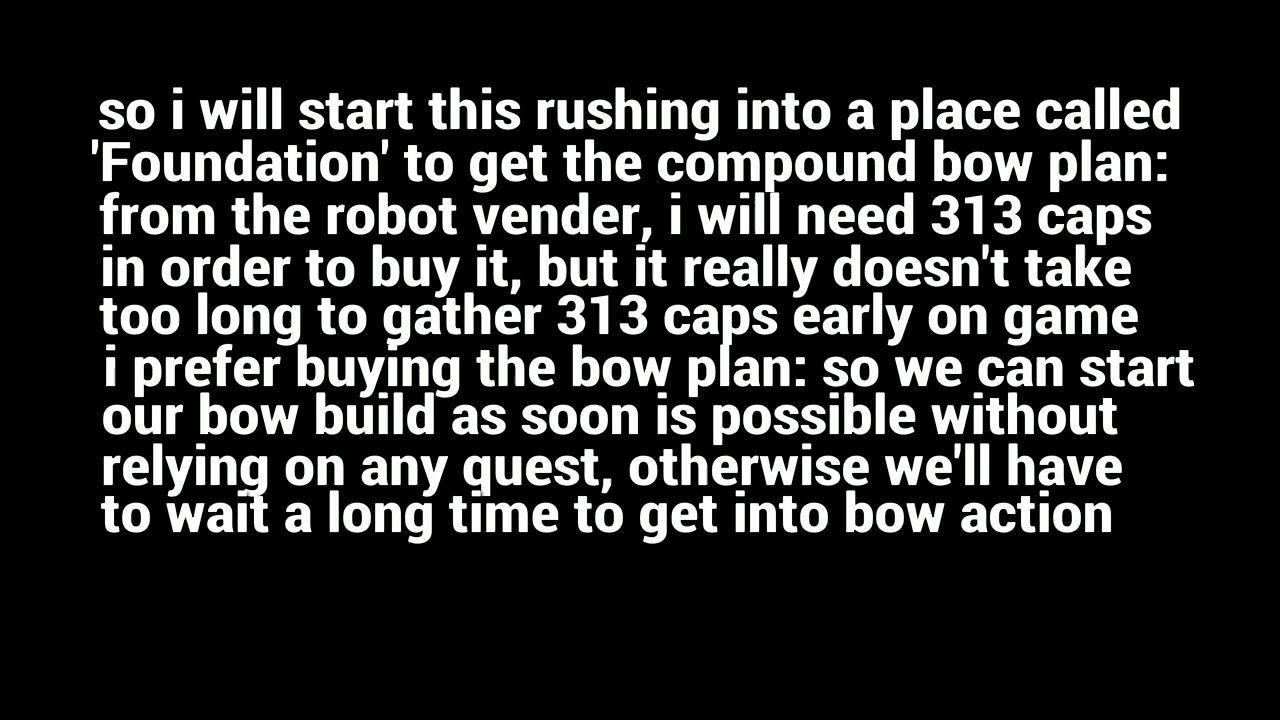 so i will start this rushing into a place called
'Foundation' to get the compound bow plan:
from the robot vender, i will need 313 caps
in order to buy it, but it really doesn't take
too long to gather 313 caps early on game
i prefer buying the bow plan: so we can start
our bow build as soon is possible without
relying on any quest, otherwise we'll have
to wait a long time to get into bow action